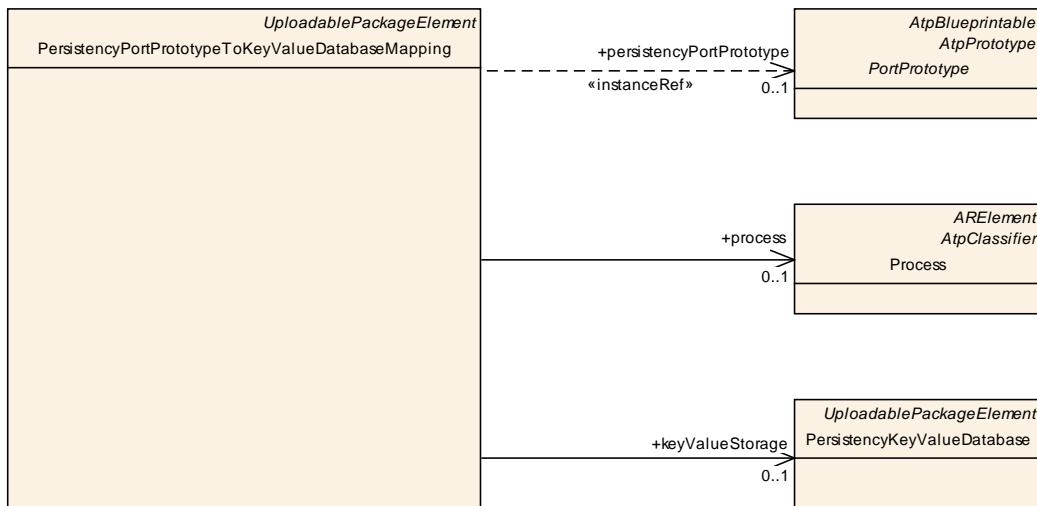 UploadablePackageElement
PersistencyPortPrototypeToKeyValueDatabaseMapping
+persistencyPortPrototype
«instanceRef»
0..1
AtpBlueprintable
AtpPrototype
PortPrototype
+process
0..1
ARElement
AtpClassifier
Process
+keyValueStorage
0..1
UploadablePackageElement
PersistencyKeyValueDatabase